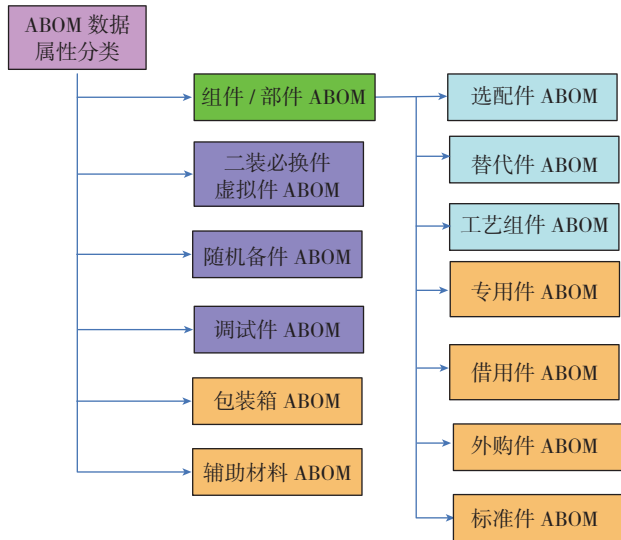 ABOM 数据
属性分类
组件 / 部件 ABOM
二装必换件
虚拟件 ABOM
随机备件 ABOM
调试件 ABOM
包装箱 ABOM
辅助材料 ABOM
选配件 ABOM
替代件 ABOM
工艺组件 ABOM
专用件 ABOM
借用件 ABOM
外购件 ABOM
标准件 ABOM